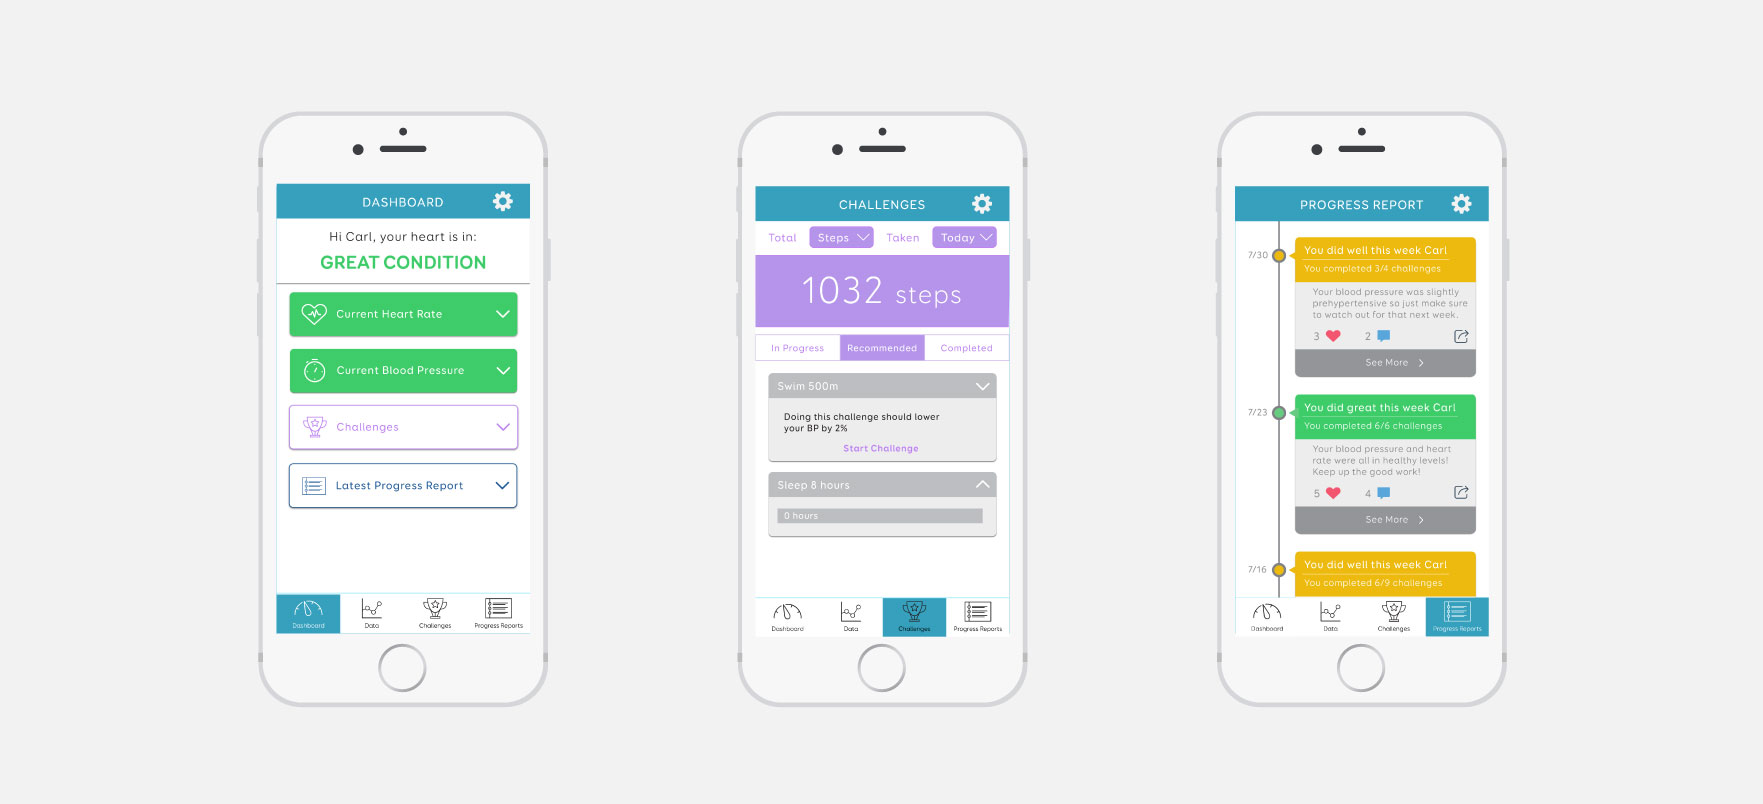 DASHBOARD
Hi Carl, your heart is in:
GREAT CONDITION
Current Heart Rate
Current Blood Pressure
Challenges
Latest Progress Report
Dashboard
Data
Challenges
Progress Reports
CHALLENGES
Total Steps Taken Today
1032 steps
In Progress
Recommended
Completed
Swim 500m
Doing this challenge should lower
your BP by 2%
Start Challenge
Sleep 8 hours
0 hours
Dashboard
Data
Challenges
Progress Reports
PROGRESS REPORT
7/30
You did well this week Carl
You completed 3/4 challenges
Your blood pressure was slightly
prehypertensive so just make sure
to watch out for that next week.
3
2
See More
7/23
You did great this week Carl
You completed 6/6 challenges
Your blood pressure and heart
rate were all in healthy levels!
Keep up the good work!
5
4
See More
7/16
You did well this week Carl
You completed 6/9 challenges
Dashboard
Data
Challenges
Progress Reports